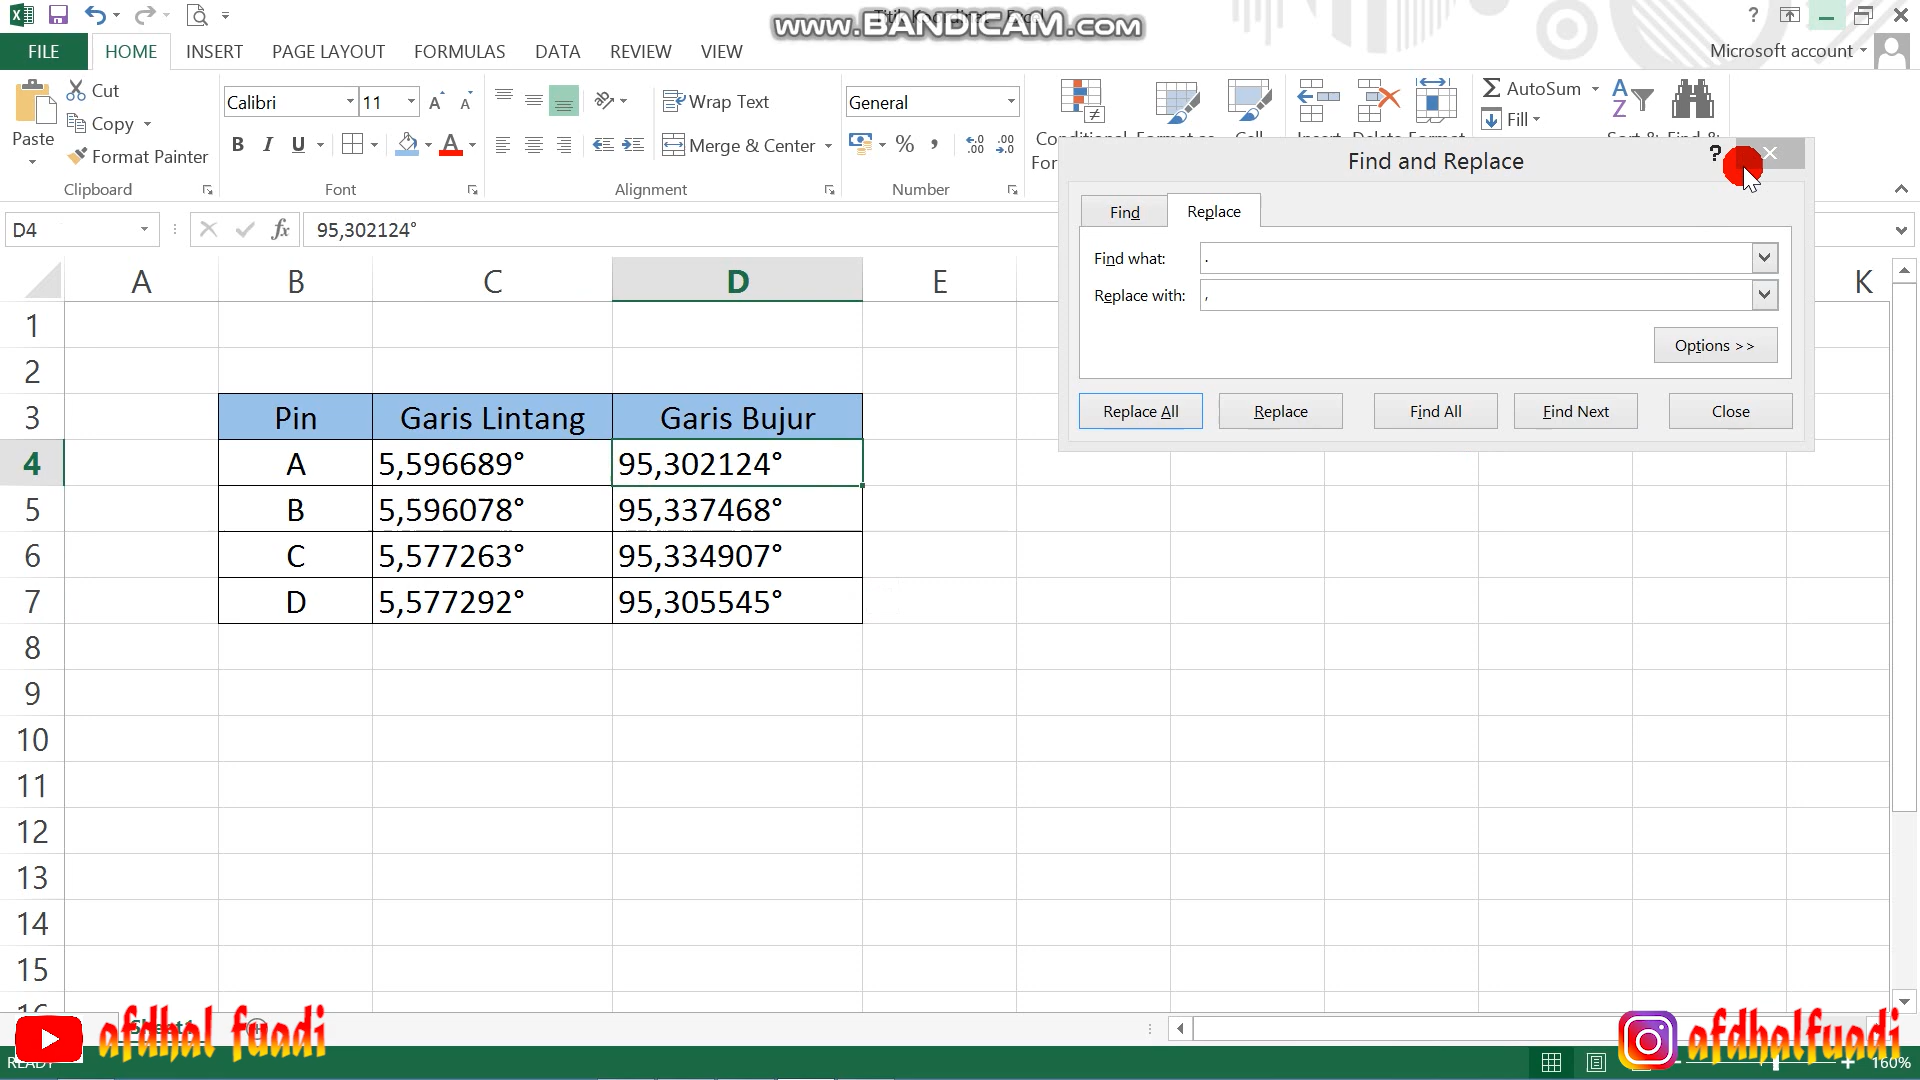 www.BANDICAM.com
FILE HOME INSERT PAGE LAYOUT FORMULAS DATA REVIEW VIEW
Microsoft account
Paste
Cut
Copy
Format Painter
Clipboard
Calibri 11
B I U
Font
Wrap Text
Merge & Center
Alignment
General
% ,
Number
AutoSum
Fill
D4
fx 95,302124°
Find and Replace
Find Replace
Find what: .
Replace with: ,
Options >>
Replace All Replace Find All Find Next Close
A B C D E K
1
2
3 Pin Garis Lintang Garis Bujur
4 A 5,596689° 95,302124°
5 B 5,596078° 95,337468°
6 C 5,577263° 95,334907°
7 D 5,577292° 95,305545°
8
9
10
11
12
13
14
15
afdhal fuadi
afdhalfuadi
READY
160%